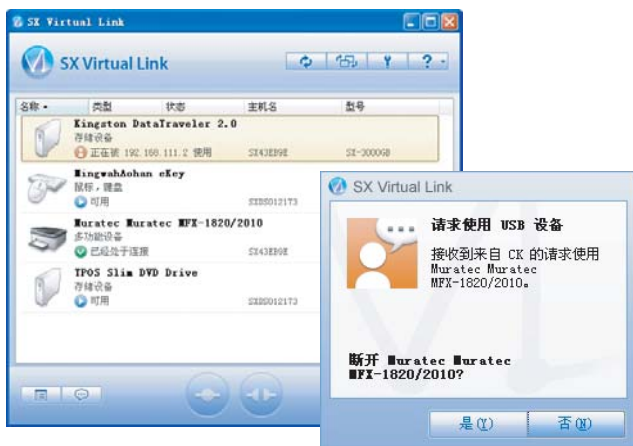 SX Virtual Link
SX Virtual Link
?
名称 类型 状态 主机名 型号
Kingston DataTraveler 2.0
存储设备
正在被 192.168.111.2 使用 SX43EB9E SX-3000GB
MingwahAohan eKey
鼠标，键盘
可用 SXDS012173
Muratec Muratec MFX-1820/2010
多功能设备
已经处于连接 SX43EB9E
TPOS Slim DVD Drive
存储设备
可用 SXDS012173
SX Virtual Link
请求使用 USB 设备
接收到来自 CK 的请求使用
Muratec Muratec
MFX-1820/2010。
断开 Muratec Muratec
MFX-1820/2010?
是(Y) 否(N)